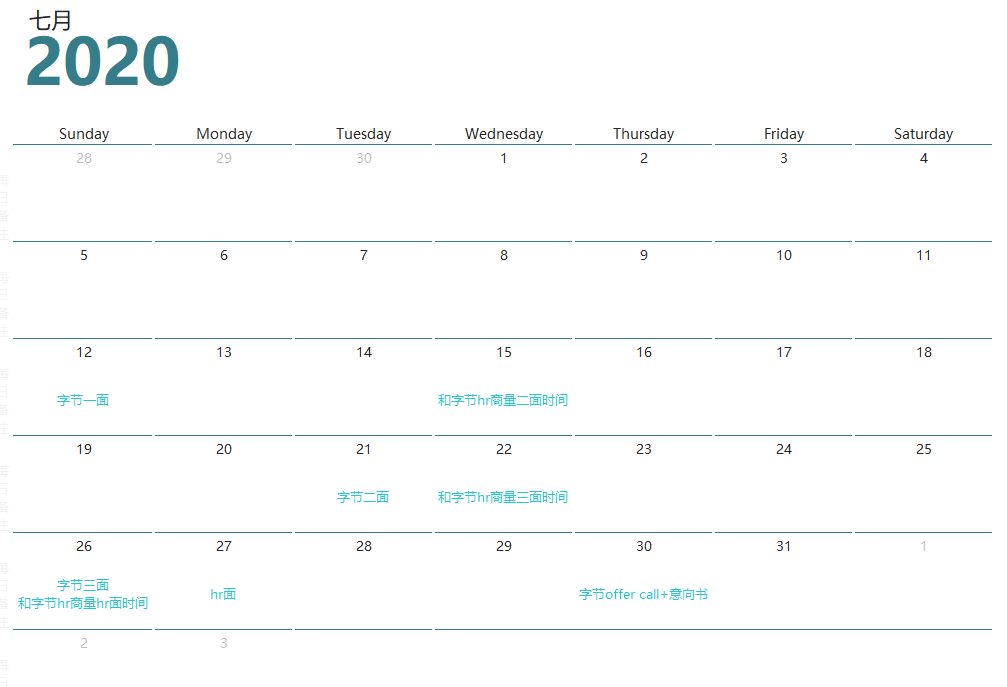 七月
2020
Sunday Monday Tuesday Wednesday Thursday Friday Saturday
28 29 30 1 2 3 4
5 6 7 8 9 10 11
12 13 14 15 16 17 18
字节一面 和字节hr商量二面时间
19 20 21 22 23 24 25
字节二面 和字节hr商量三面时间
26 27 28 29 30 31 1
字节三面
和字节hr商量hr面时间 hr面 字节offer call+意向书
2 3